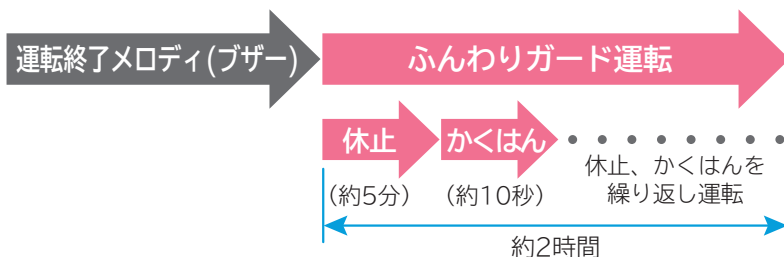 運転終了メロディ(ブザー)
ふんわりガード運転
休止
かくはん
(約5分)
(約10秒)
休止、かくはんを
繰り返し運転
約2時間